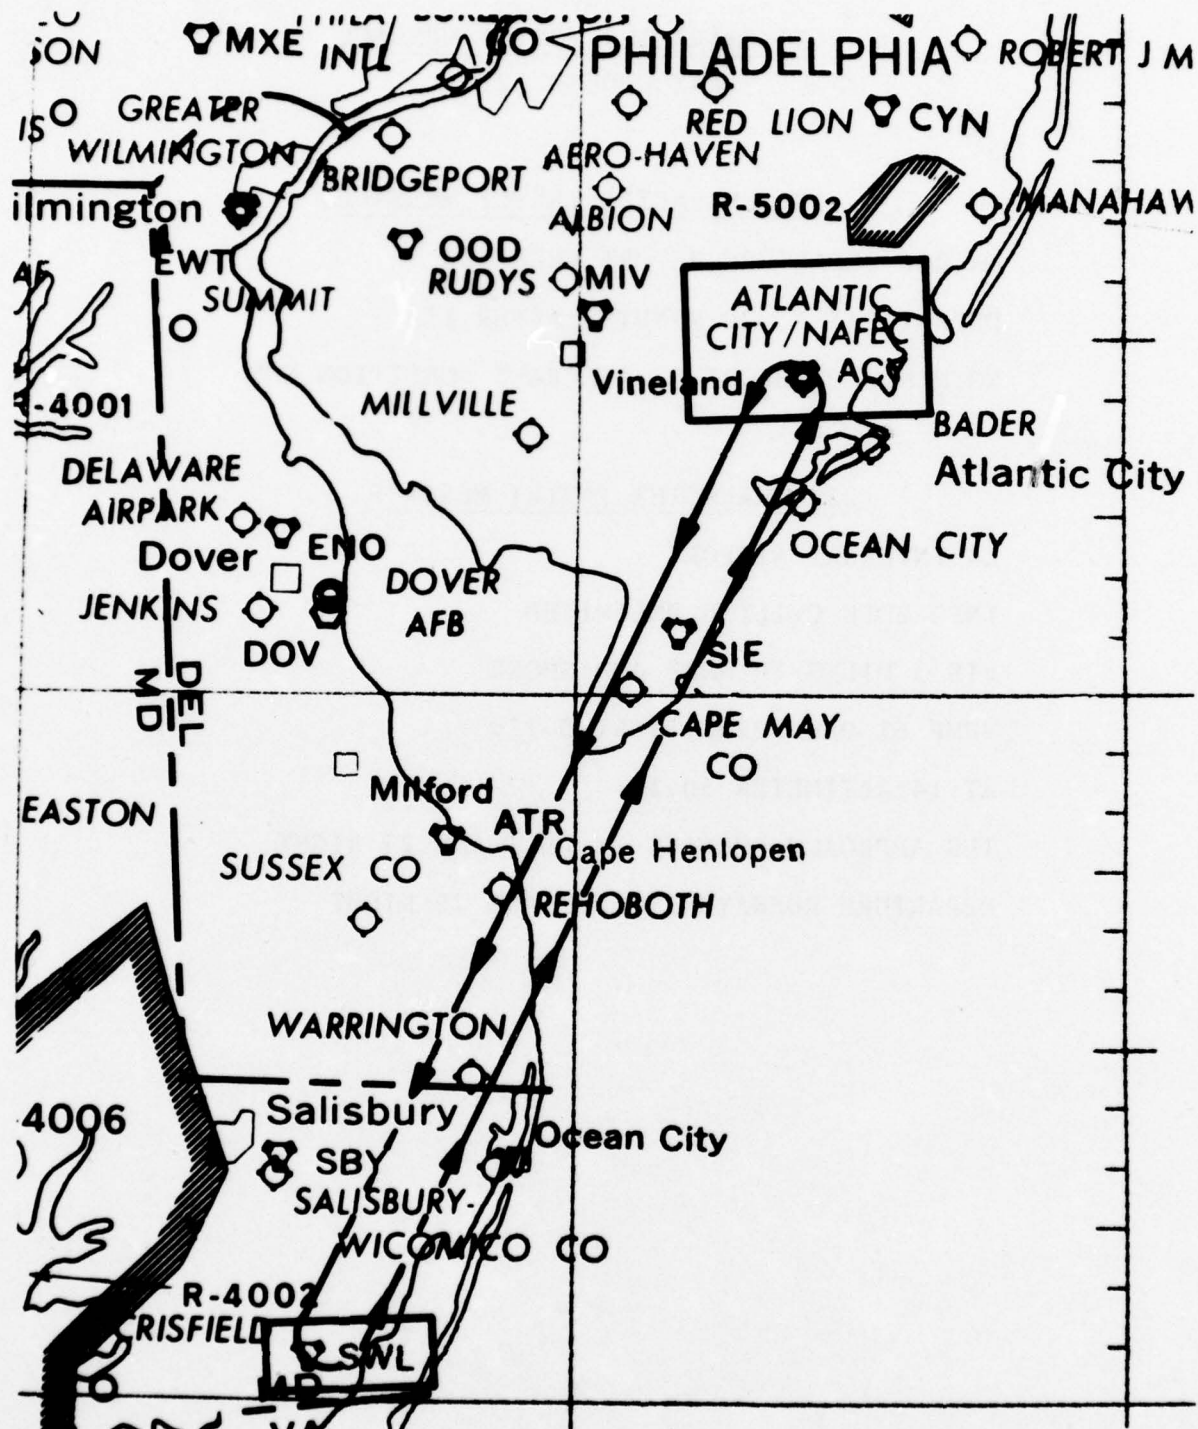 MXE
INTL
PHILADELPHIA
ROBERT J M
GREATER
WILMINGTON
BRIDGEPORT
RED LION
CYN
AERO-HAVEN
ALBION
R-5002
MANAHAW
ilmington
EWT
SUMMIT
OOD
RUDYS
MIV
ATLANTIC
CITY/NAFEC
ACY
Vineland
-4001
MILLVILLE
BADER
Atlantic City
DELAWARE
AIRPARK
Dover
ENO
OCEAN CITY
JENKINS
DOVER
AFB
DOV
SIE
DEL
MD
CAPE MAY
CO
Milford
EASTON
ATR
Cape Henlopen
SUSSEX CO
REHOBOTH
WARRINGTON
4006
Salisbury
Ocean City
SBY
SALISBURY-
WICOMICO CO
R-4002
CRISFIELD
SWL
MD
VA